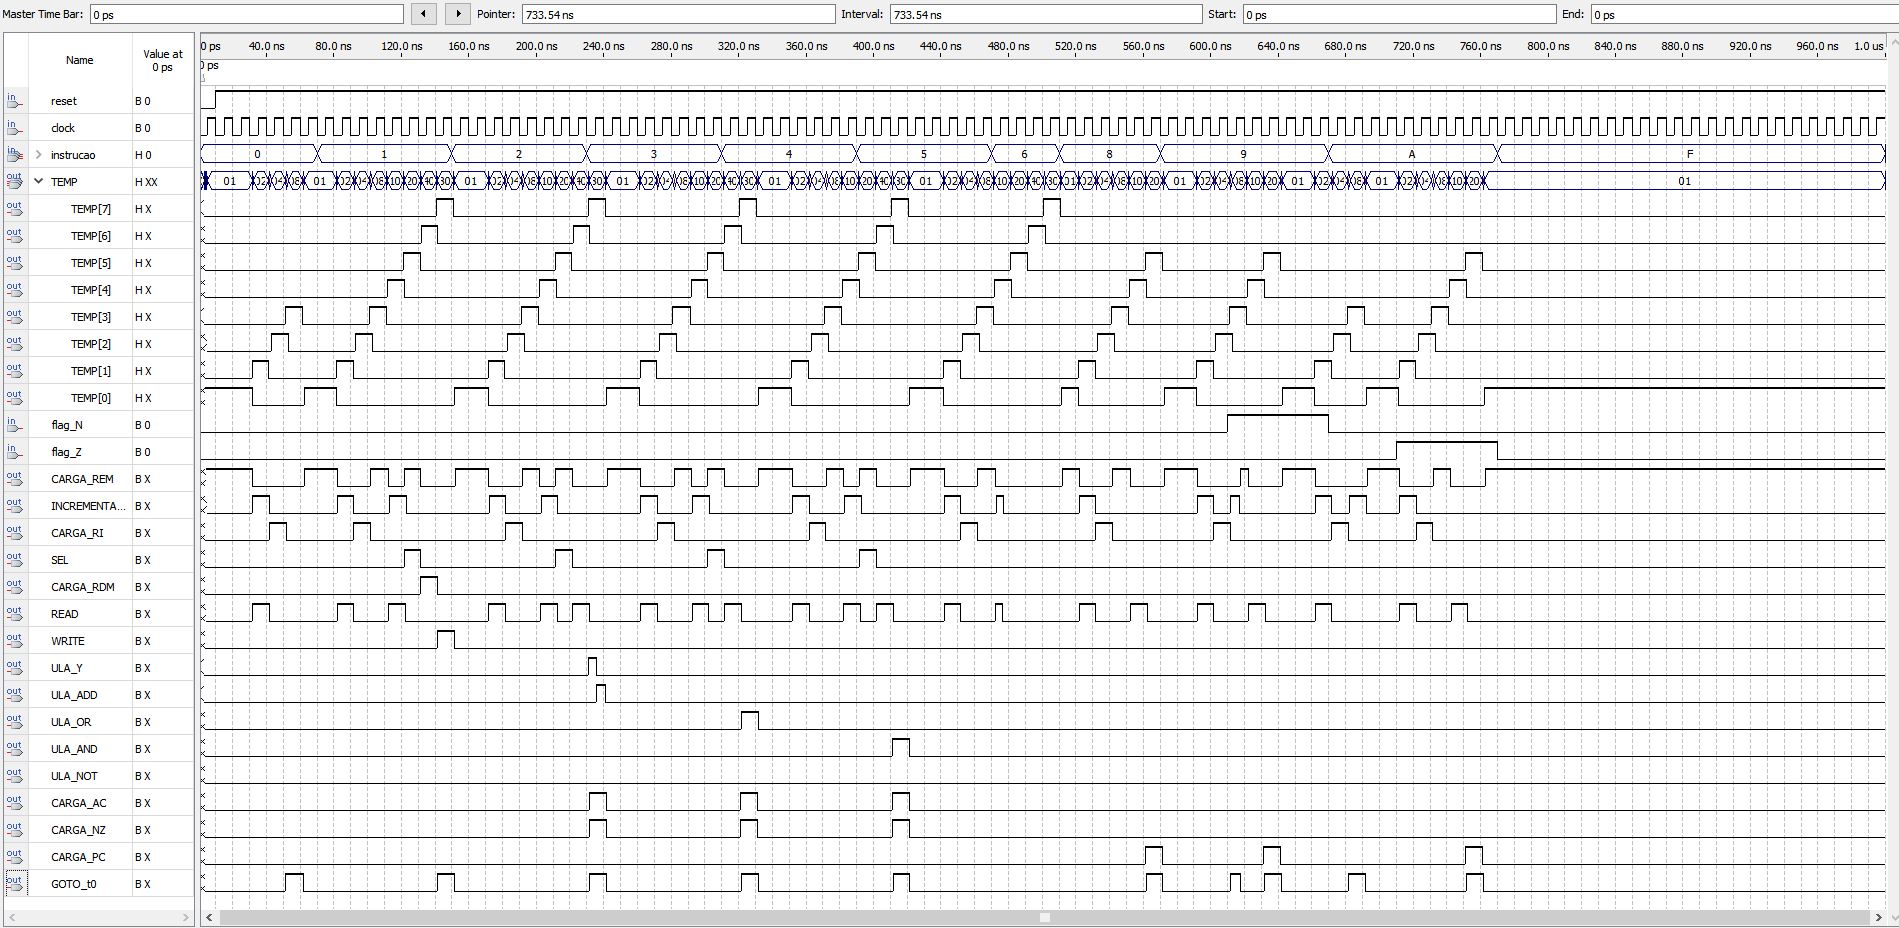 Master Time Bar: 0 ps Pointer: 733.54 ns Interval: 733.54 ns Start: 0 ps End: 0 ps
Name Value at 0 ps 0 ps 40.0 ns 80.0 ns 120.0 ns 160.0 ns 200.0 ns 240.0 ns 280.0 ns 320.0 ns 360.0 ns 400.0 ns 440.0 ns 480.0 ns 520.0 ns 560.0 ns 600.0 ns 640.0 ns 680.0 ns 720.0 ns 760.0 ns 800.0 ns 840.0 ns 880.0 ns 920.0 ns 960.0 ns 1.0 us
0 ps
in reset B 0
in clock B 0
in instrucao H 0 0 1 2 3 4 5 6 8 9 A F
out TEMP H XX 01 01 01 01 01 01 01 01 01 01 01
out TEMP[7] H X
out TEMP[6] H X
out TEMP[5] H X
out TEMP[4] H X
out TEMP[3] H X
out TEMP[2] H X
out TEMP[1] H X
out TEMP[0] H X
in flag_N B 0
in flag_Z B 0
out CARGA_REM B X
out INCREMENTA... B X
out CARGA_RI B X
out SEL B X
out CARGA_RDM B X
out READ B X
out WRITE B X
out ULA_Y B X
out ULA_ADD B X
out ULA_OR B X
out ULA_AND B X
out ULA_NOT B X
out CARGA_AC B X
out CARGA_NZ B X
out CARGA_PC B X
out GOTO_t0 B X